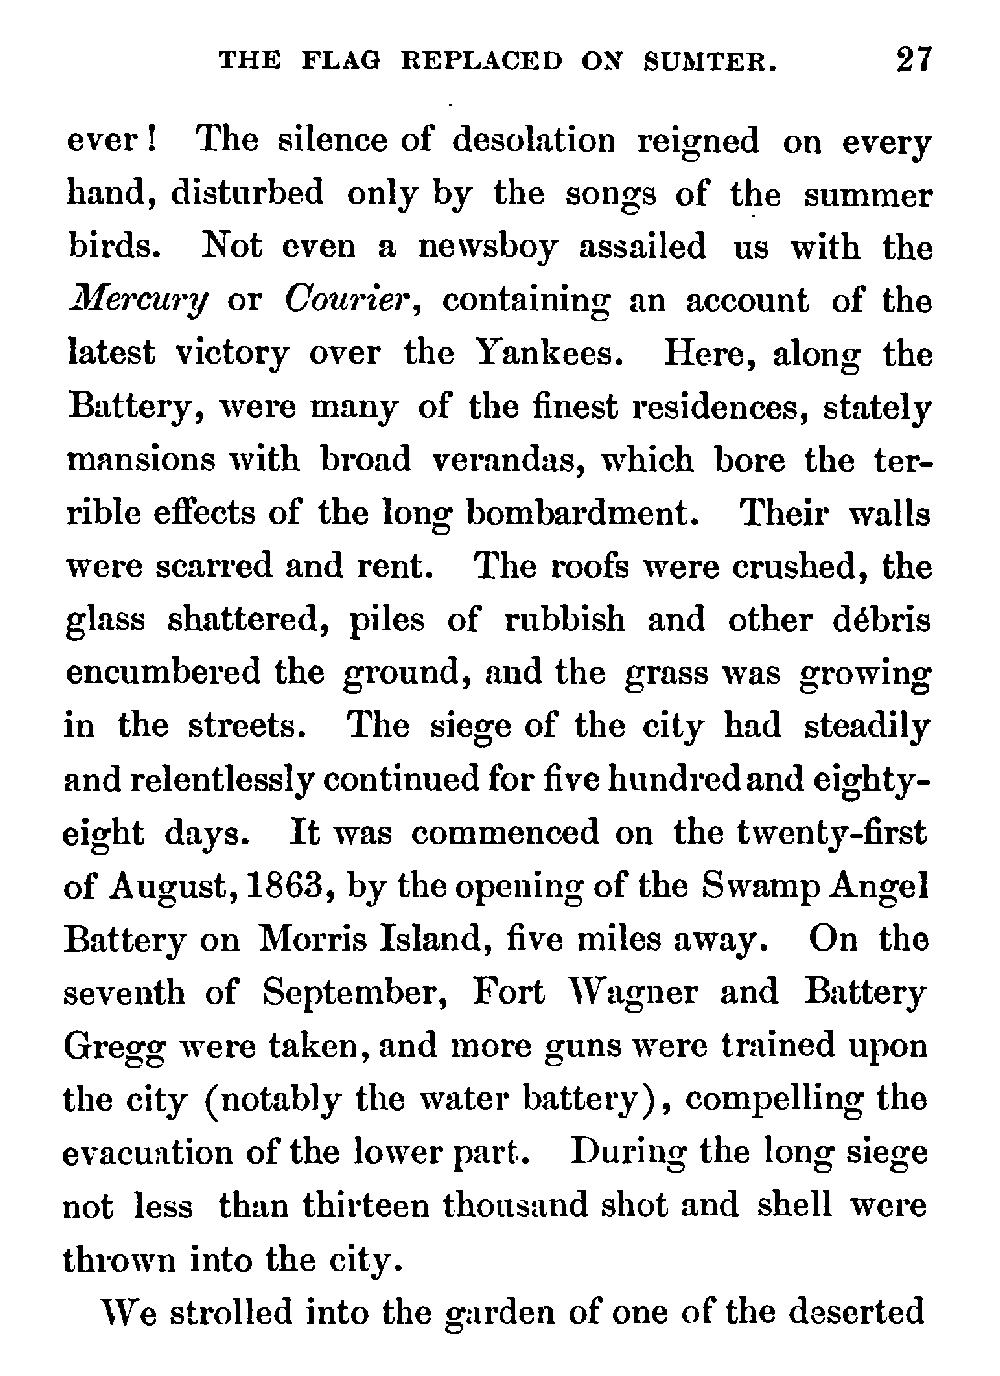 THE FLAG REPLACED ON SUMTER. 27
ever! The silence of desolation reigned on every
hand, disturbed only by the songs of the summer
birds. Not even a newsboy assailed us with the
Mercury or Courier, containing an account of the
latest victory over the Yankees. Here, along the
Battery, were many of the finest residences, stately
mansions with broad verandas, which bore the ter-
rible effects of the long bombardment. Their walls
were scarred and rent. The roofs were crushed, the
glass shattered, piles of rubbish and other débris
encumbered the ground, and the grass was growing
in the streets. The siege of the city had steadily
and relentlessly continued for five hundred and eighty-
eight days. It was commenced on the twenty-first
of August, 1863, by the opening of the Swamp Angel
Battery on Morris Island, five miles away. On the
seventh of September, Fort Wagner and Battery
Gregg were taken, and more guns were trained upon
the city (notably the water battery), compelling the
evacuation of the lower part. During the long siege
not less than thirteen thousand shot and shell were
thrown into the city.
We strolled into the garden of one of the deserted